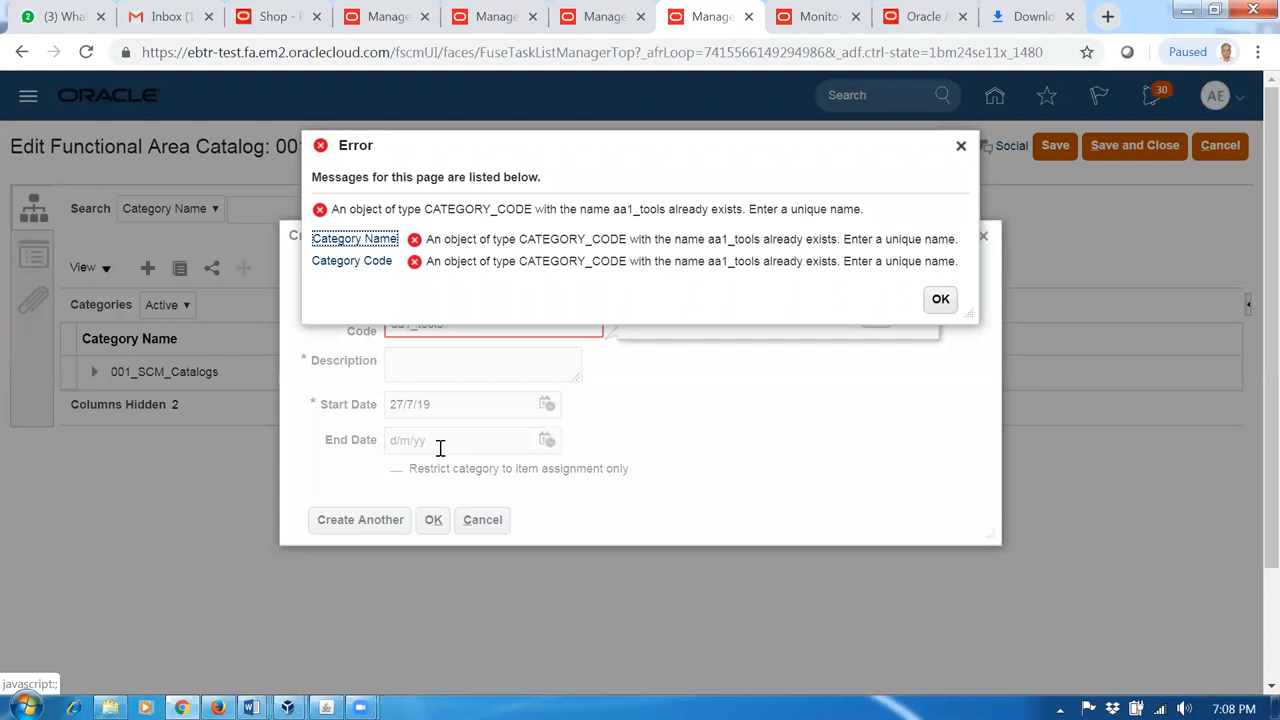 (3) Wha
Inbox
Shop -
Manage
Manage
Manage
Manage
Monito
Oracle
Downlo
https://ebtr-test.fa.em2.oraclecloud.com/fscmUI/faces/FuseTaskListManagerTop?_afrLoop=7415566149294986&_adf.ctrl-state=1bm24se11x_1480
Paused
ORACLE
Search
30
AE
Edit Functional Area Catalog: 001
Social
Save
Save and Close
Cancel
Error
Messages for this page are listed below.
An object of type CATEGORY_CODE with the name aa1_tools already exists. Enter a unique name.
Category Name An object of type CATEGORY_CODE with the name aa1_tools already exists. Enter a unique name.
Category Code An object of type CATEGORY_CODE with the name aa1_tools already exists. Enter a unique name.
OK
Search Category Name
View
Categories Active
Category Name
001_SCM_Catalogs
Columns Hidden 2
Code aa1_tools
* Description
* Start Date 27/7/19
End Date d/m/yy
Restrict category to item assignment only
Create Another OK Cancel
javascript:;
7:08 PM